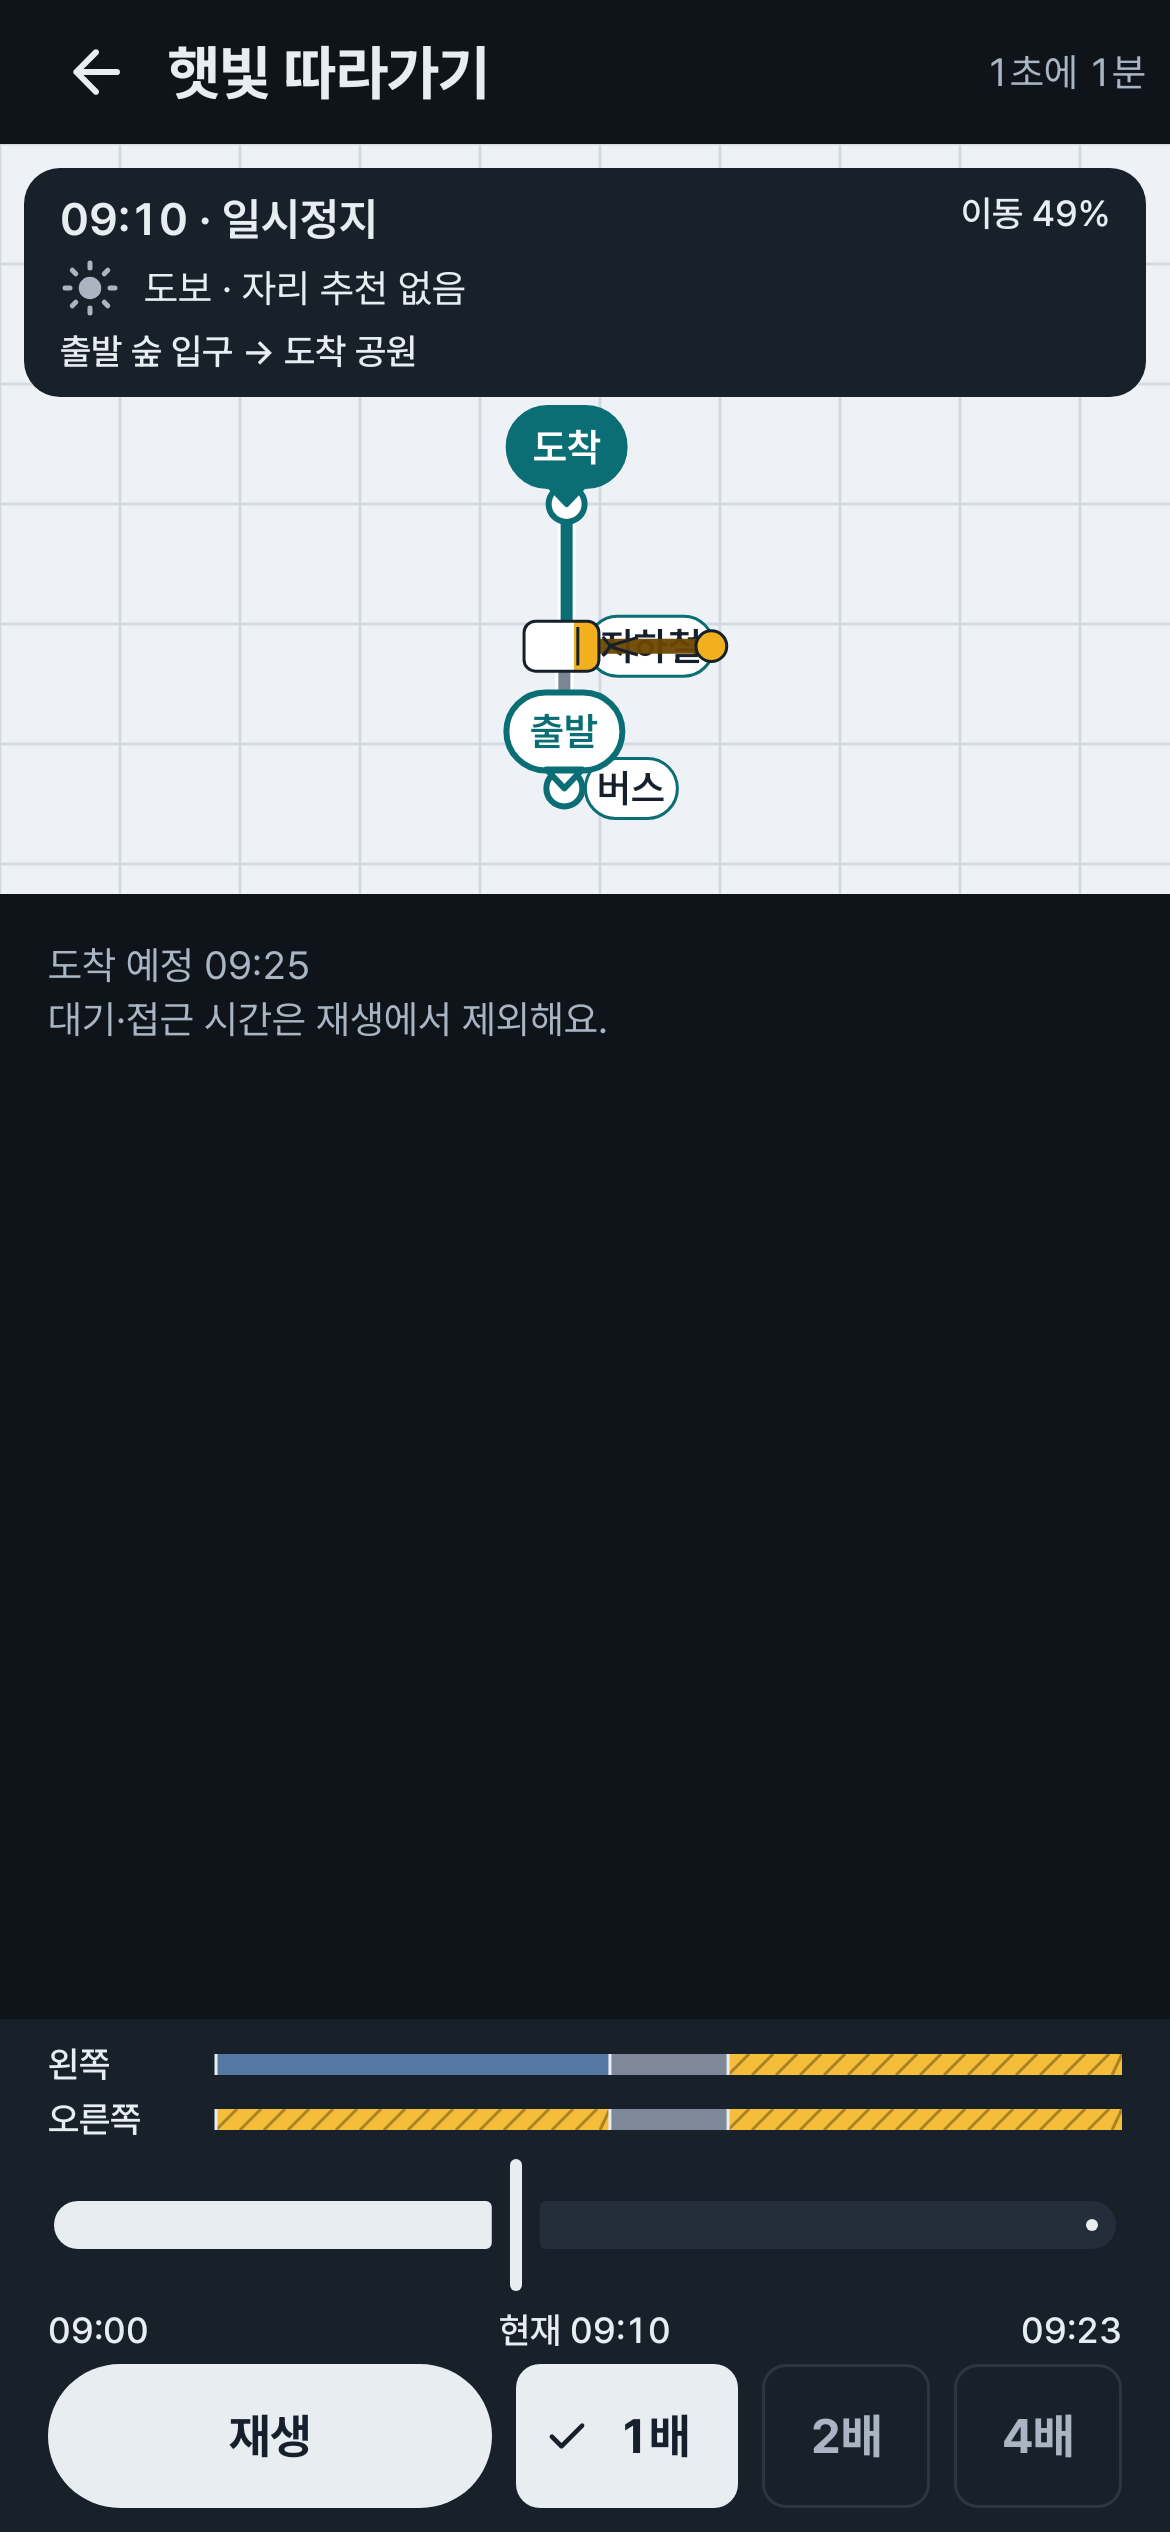 햇빛 따라가기
1초에 1분
09:10 · 일시정지
이동 49%
도보 · 자리 추천 없음
출발 숲 입구 → 도착 공원
도착
출발
버스
도착 예정 09:25
대기·접근 시간은 재생에서 제외해요.
왼쪽
오른쪽
09:00
현재 09:10
09:23
재생
1배
2배
4배